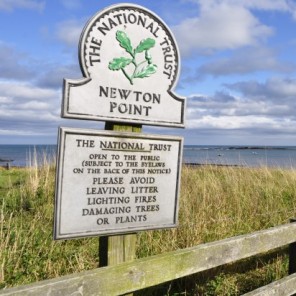 THE NATIONAL TRUST
NEWTON
POINT
THE NATIONAL TRUST
OPEN TO THE PUBLIC
(SUBJECT TO THE BYELAWS
ON THE BACK OF THIS NOTICE)
PLEASE AVOID
LEAVING LITTER
LIGHTING FIRES
DAMAGING TREES
OR PLANTS